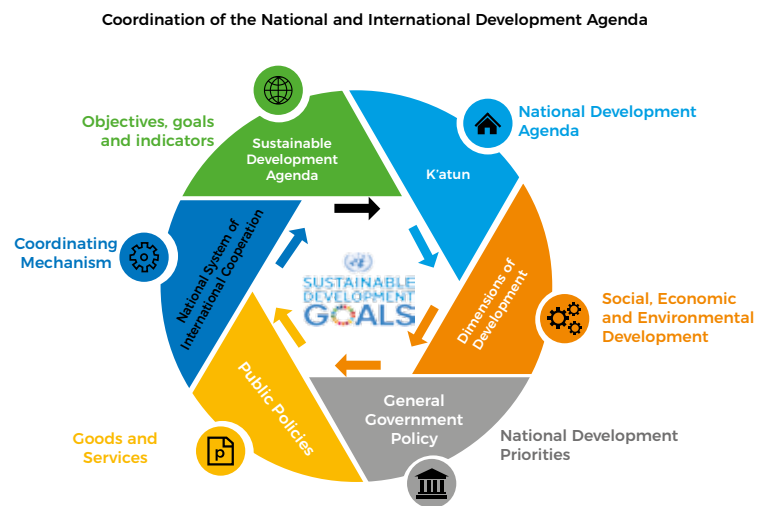 Coordination of the National and International Development Agenda
Objectives, goals
and indicators
Sustainable
Development
Agenda
National Development
Agenda
K'atun
Coordinating
Mechanism
National System of
International Cooperation
SUSTAINABLE
DEVELOPMENT
GOALS
Dimensions of
Development
Social, Economic
and Environmental
Development
Public Policies
General
Government
Policy
Goods and
Services
p
National Development
Priorities